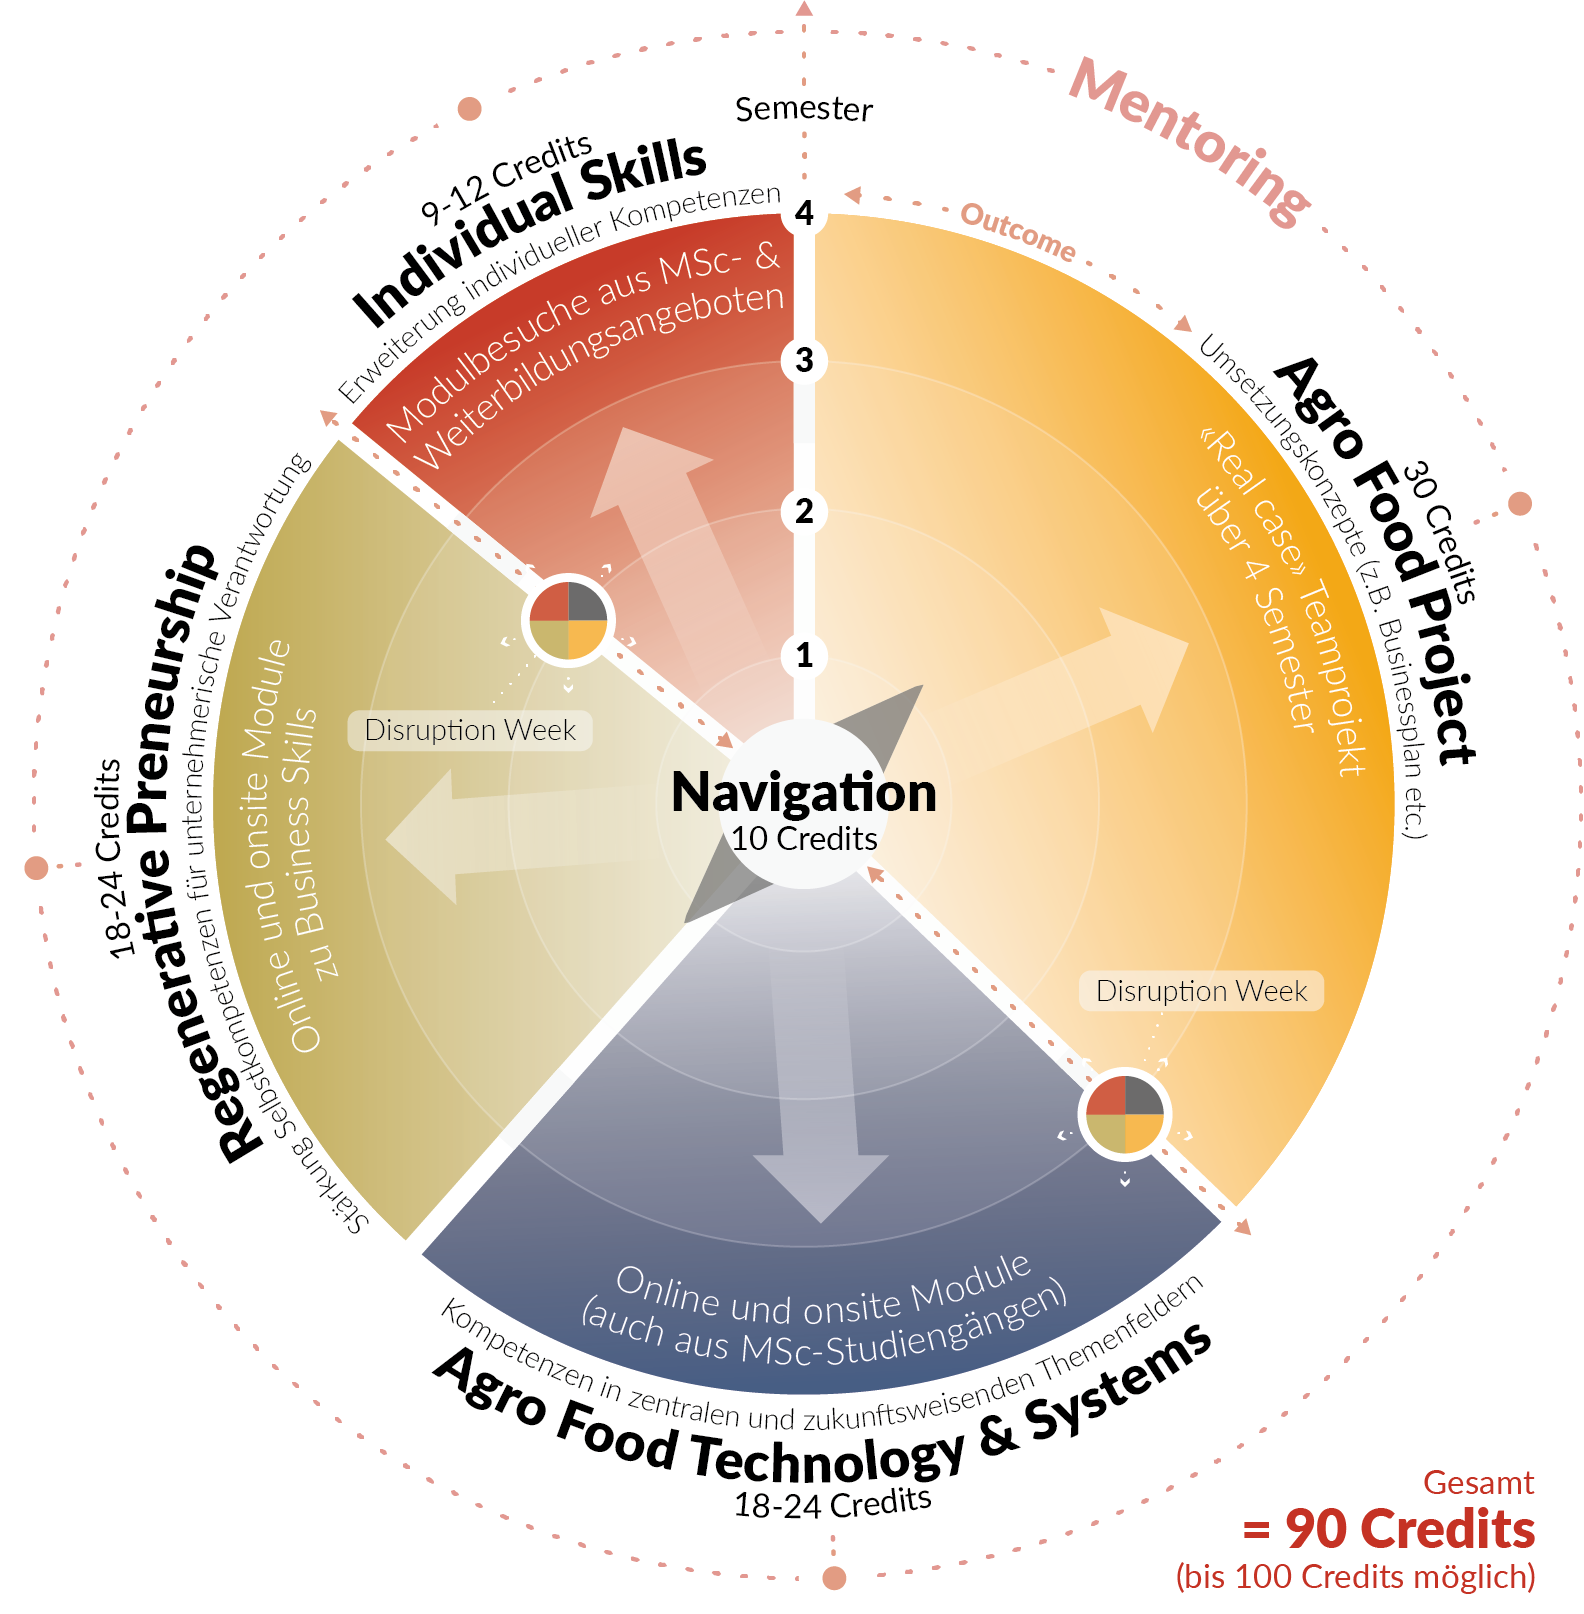 Mentoring
Semester
4
3
2
1
Outcome
9-12 Credits
Individual Skills
Erweiterung individueller Kompetenzen
Modulbesuche aus MSc- &
Weiterbildungsangeboten
30 Credits
Agro Food Project
Umsetzungskonzepte (z.B. Businessplan etc.)
«Real case» Teamprojekt
über 4 Semester
18-24 Credits
Regenerative Preneurship
Stärkung Selbstkompetenzen für unternehmerische Verantwortung
Online und onsite Module
zu Business Skills
Disruption Week
Navigation
10 Credits
Disruption Week
Online und onsite Module
(auch aus MSc-Studiengängen)
Kompetenzen in zentralen und zukunftsweisenden Themenfeldern
Agro Food Technology & Systems
18-24 Credits
Gesamt
= 90 Credits
(bis 100 Credits möglich)